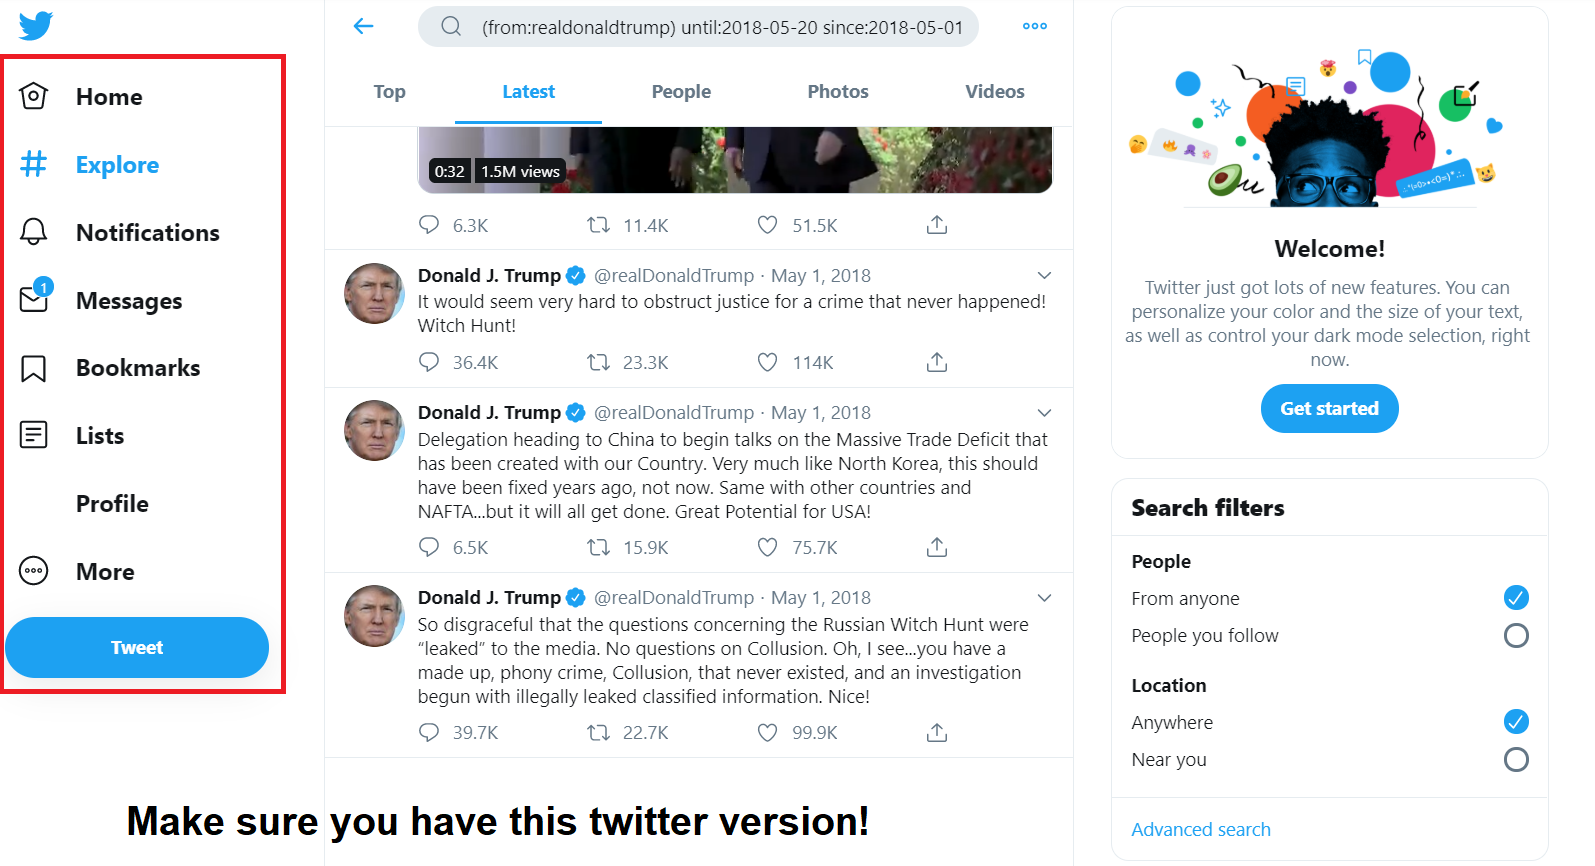 Home
Explore
Notifications
1
Messages
Bookmarks
Lists
Profile
More
Tweet
(from:realdonaldtrump) until:2018-05-20 since:2018-05-01
Top Latest People Photos Videos
0:32 1.5M views
6.3K 11.4K 51.5K
Donald J. Trump @realDonaldTrump · May 1, 2018
It would seem very hard to obstruct justice for a crime that never happened!
Witch Hunt!
36.4K 23.3K 114K
Donald J. Trump @realDonaldTrump · May 1, 2018
Delegation heading to China to begin talks on the Massive Trade Deficit that
has been created with our Country. Very much like North Korea, this should
have been fixed years ago, not now. Same with other countries and
NAFTA...but it will all get done. Great Potential for USA!
6.5K 15.9K 75.7K
Donald J. Trump @realDonaldTrump · May 1, 2018
So disgraceful that the questions concerning the Russian Witch Hunt were
“leaked” to the media. No questions on Collusion. Oh, I see...you have a
made up, phony crime, Collusion, that never existed, and an investigation
begun with illegally leaked classified information. Nice!
39.7K 22.7K 99.9K
Make sure you have this twitter version!
Welcome!
Twitter just got lots of new features. You can
personalize your color and the size of your text,
as well as control your dark mode selection, right
now.
Get started
Search filters
People
From anyone
People you follow
Location
Anywhere
Near you
Advanced search